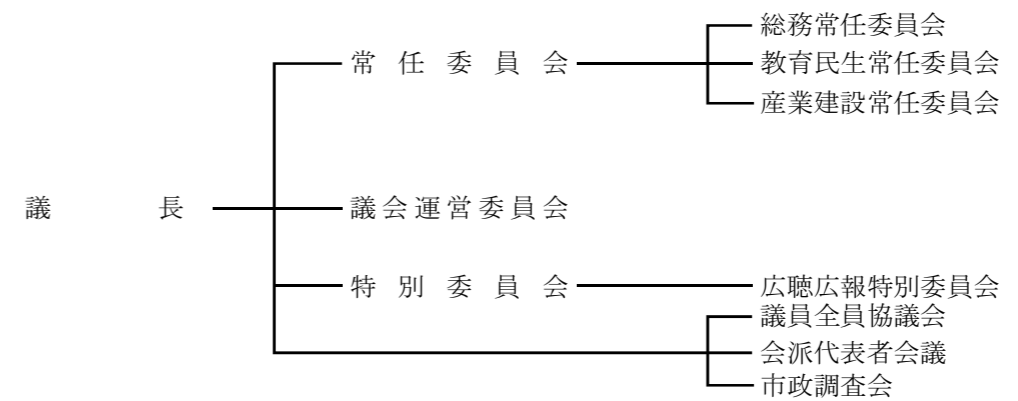 総務常任委員会
常任委員会 教育民生常任委員会
産業建設常任委員会
議長 議会運営委員会
特別委員会 広聴広報特別委員会
議員全員協議会
会派代表者会議
市政調査会